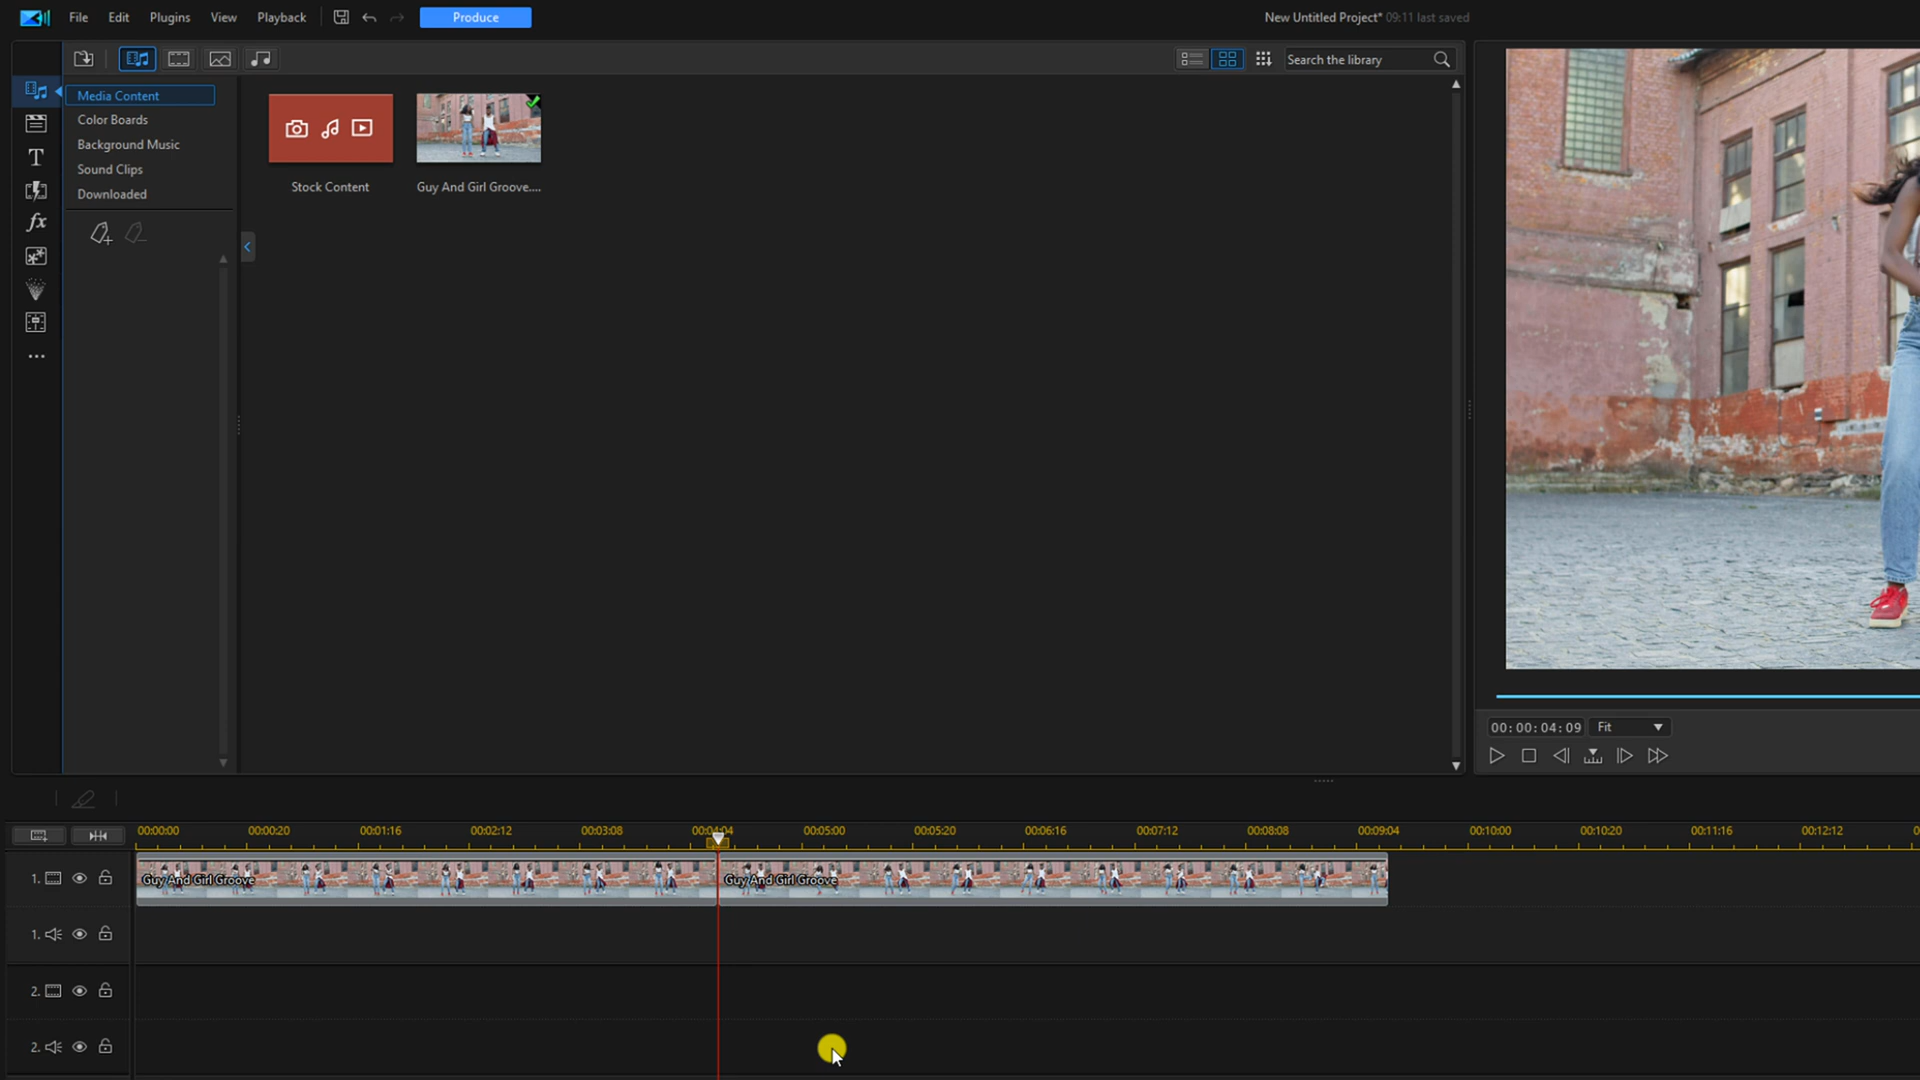 File Edit Plugins View Playback Produce New Untitled Project* 09:11 last saved
Search the library
Media Content
Color Boards
Background Music
Sound Clips
Downloaded
Stock Content
Guy And Girl Groove....
T
fx
00:00:04:09 Fit
00:00:00 00:00:20 00:01:16 00:02:12 00:03:08 00:04:04 00:05:00 00:05:20 00:06:16 00:07:12 00:08:08 00:09:04 00:10:00 00:10:20 00:11:16 00:12:12 0
1. Guy And Girl Groove Guy And Girl Groove
1.
2.
2.